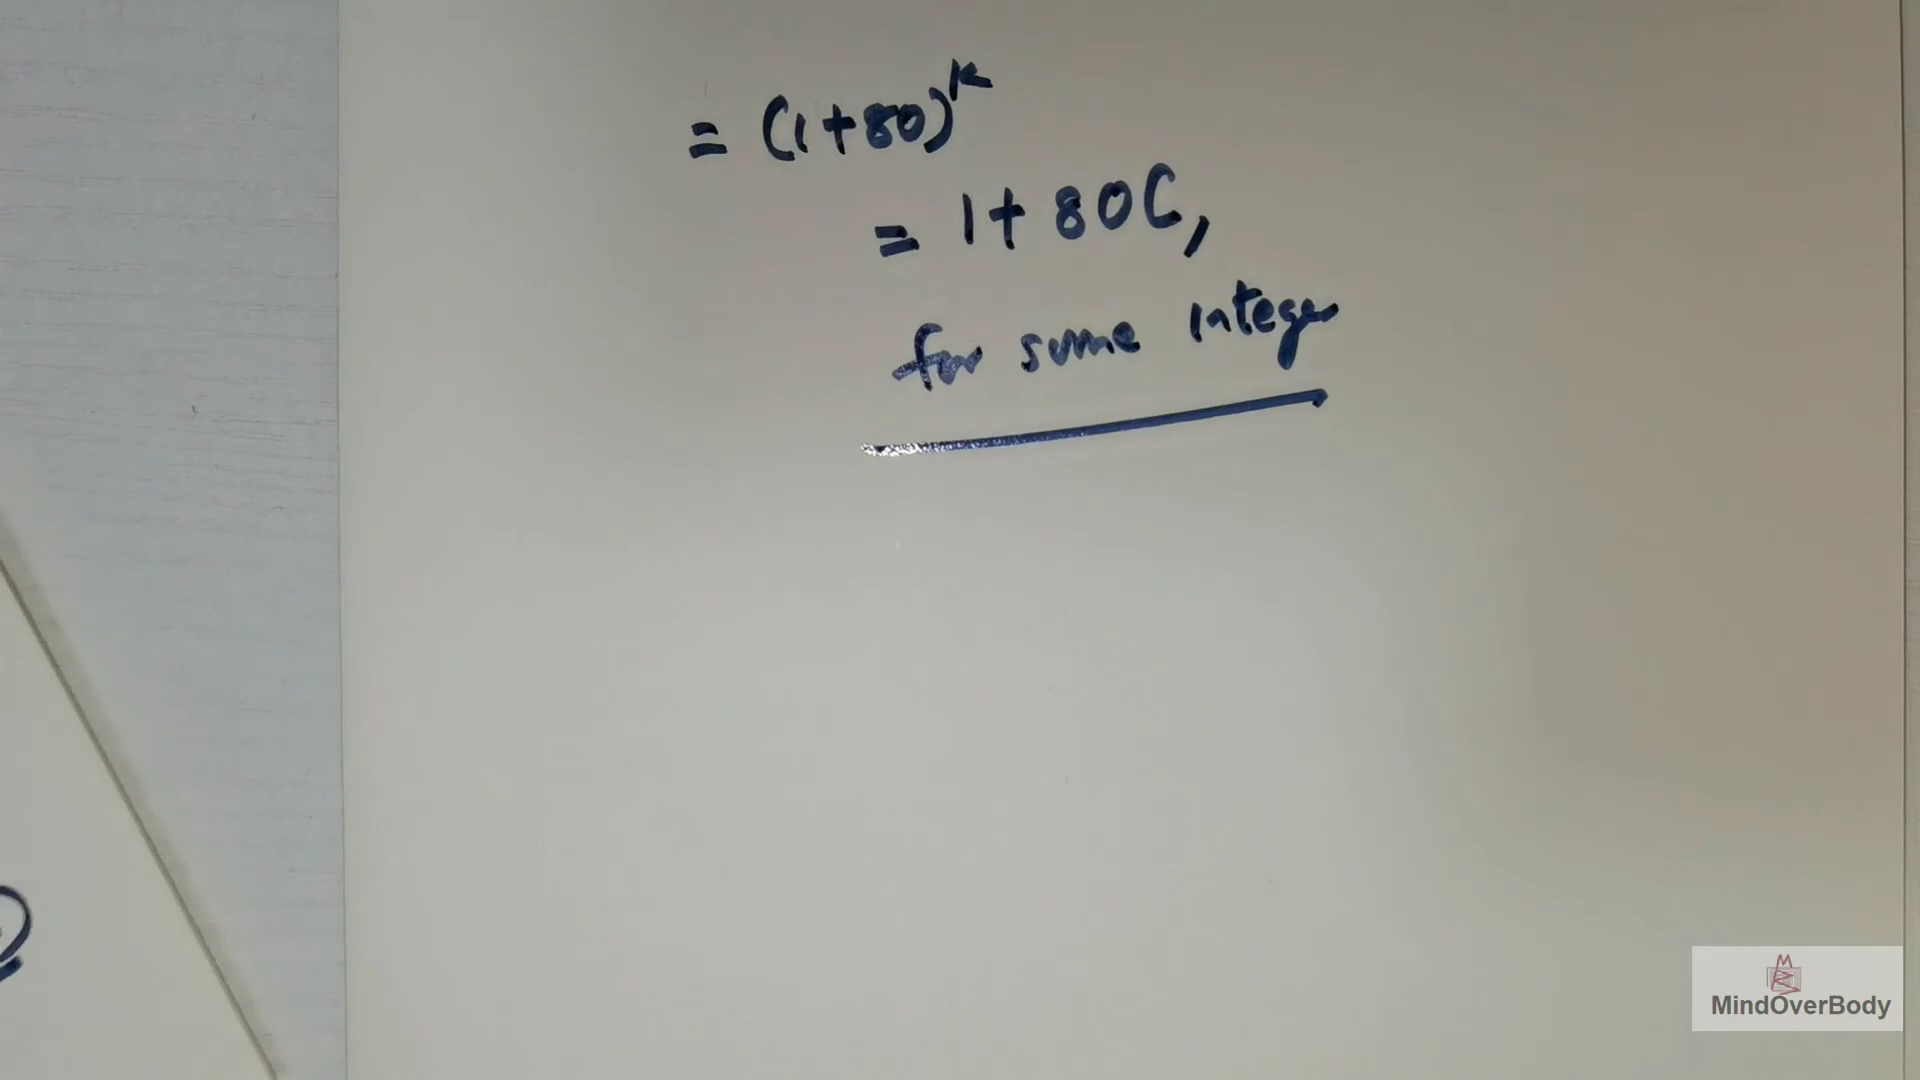 = (1+80)^k
= 1+80C,
for some integer
MindOverBody